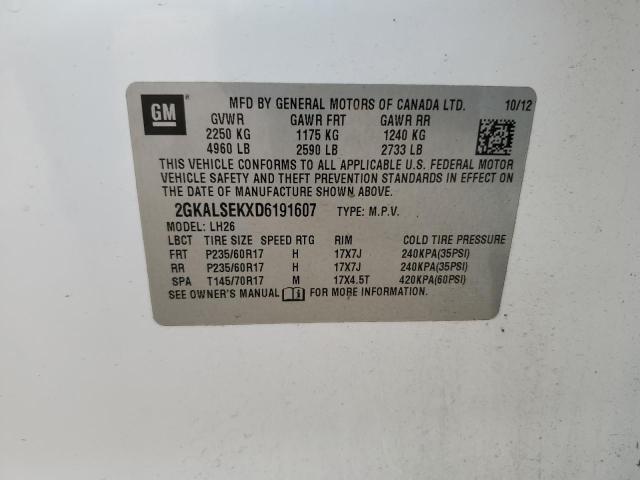 GM
MFD BY GENERAL MOTORS OF CANADA LTD. 10/12
GVWR GAWR FRT GAWR RR
2250 KG 1175 KG 1240 KG
4960 LB 2590 LB 2733 LB
THIS VEHICLE CONFORMS TO ALL APPLICABLE U.S. FEDERAL MOTOR
VEHICLE SAFETY AND THEFT PREVENTION STANDARDS IN EFFECT ON
THE DATE OF MANUFACTURE SHOWN ABOVE.
2GKALSEKXD6191607 TYPE: M.P.V.
MODEL: LH26
LBCT TIRE SIZE SPEED RTG RIM COLD TIRE PRESSURE
FRT P235/60R17 H 17X7J 240KPA(35PSI)
RR P235/60R17 H 17X7J 240KPA(35PSI)
SPA T145/70R17 M 17X4.5T 420KPA(60PSI)
SEE OWNER'S MANUAL FOR MORE INFORMATION.